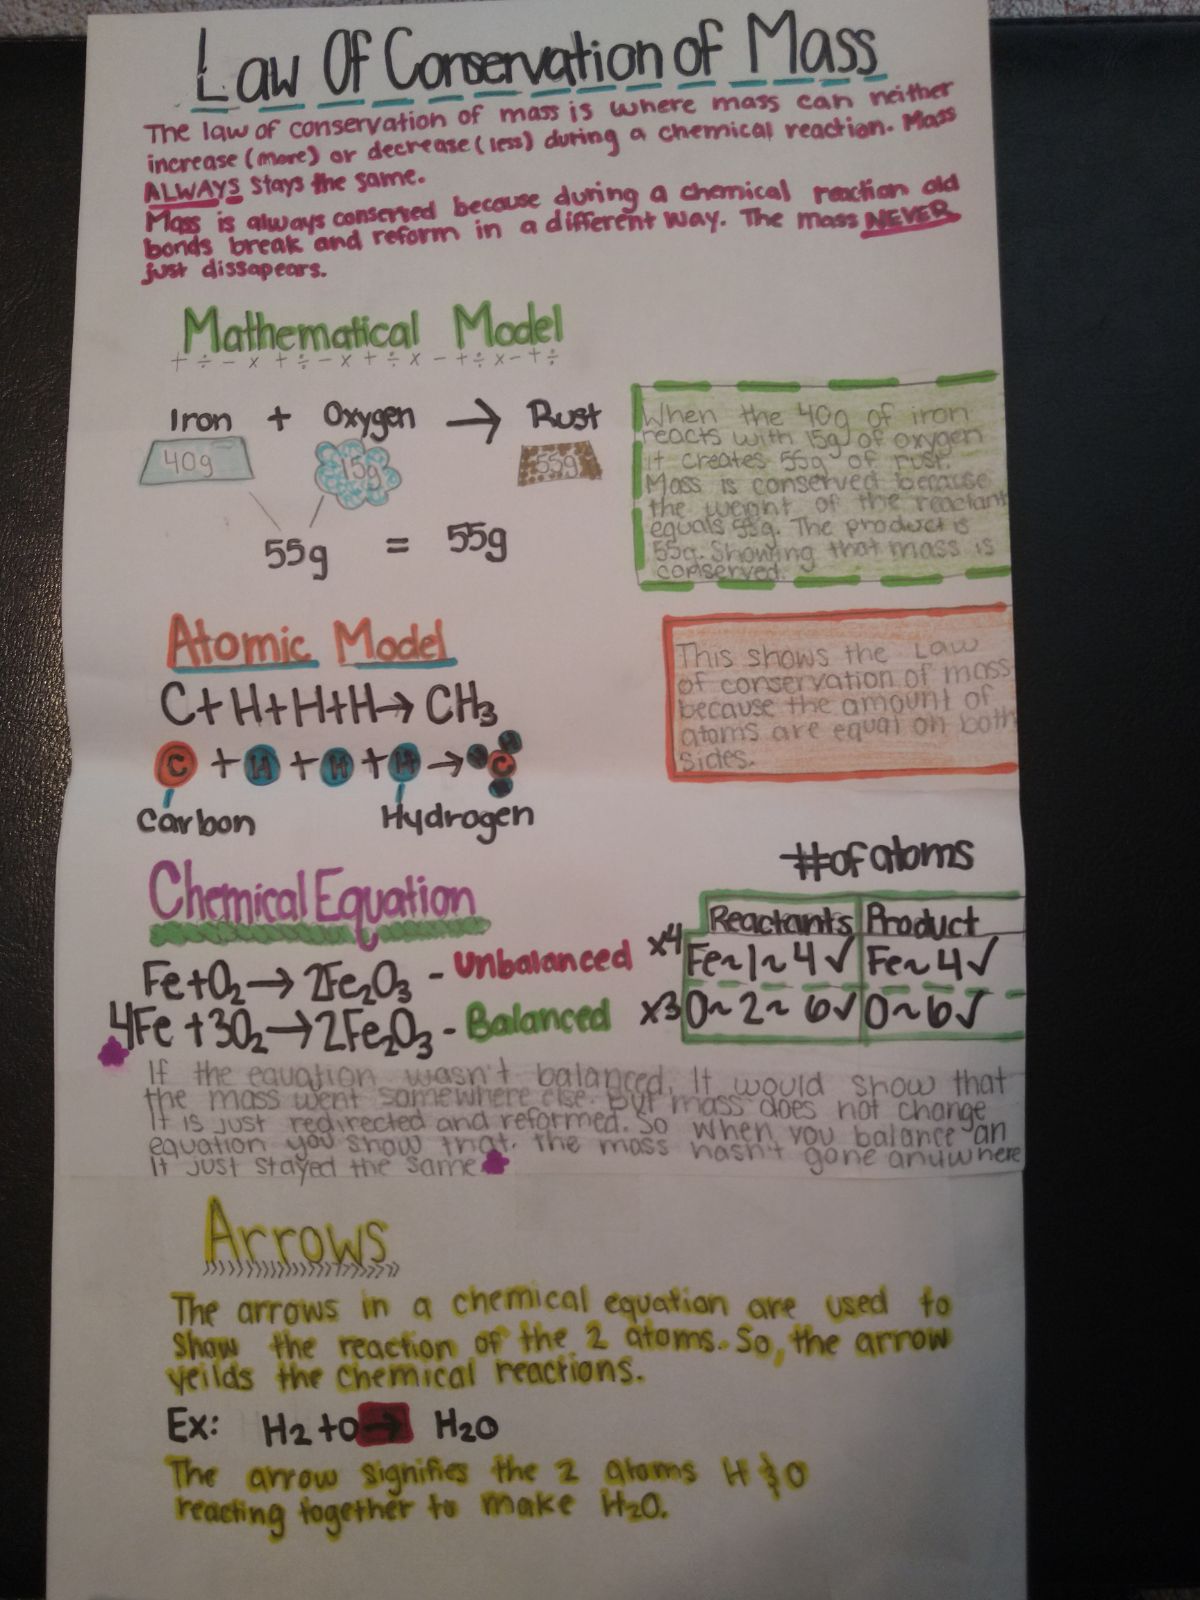 Law Of Conservation of Mass
The law of conservation of mass is where mass can neither
increase (more) or decrease (less) during a chemical reaction. Mass
ALWAYS stays the same.
Mass is always conserved because during a chemical reaction old
bonds break and reform in a different way. The mass NEVER
just dissapears.
Mathematical Model
+ ÷ - x + ÷ - x + ÷ x - + ÷ x - + ÷
Iron + Oxygen → Rust
40g 15g 55g
55g = 55g
When the 40g of iron
reacts with 15g of oxygen
it creates 55g of rust.
Mass is conserved because
the weight of the reactant
equals 55g. The product is
55g. Showing that mass is
conserved.
Atomic Model
C+H+H+H→ CH₃
C + H + H + H → H C
Carbon Hydrogen
This shows the Law
of conservation of mass
because the amount of
atoms are equal on both
sides.
Chemical Equation
Fe+O₂→ 2Fe₂O₃ - Unbalanced
4Fe +3O₂→2Fe₂O₃ - Balanced
# of atoms
Reactants Product
x4 Fe~1~4✓ Fe~4✓
x3 O~2~6✓ O~6✓
If the equation wasn't balanced, It would show that
the mass went somewhere else. But mass does not change
It is just redirected and reformed. So when you balance an
equation you show that, the mass hasn't gone anywhere
It just stayed the same
Arrows
The arrows in a chemical equation are used to
show the reaction of the 2 atoms. So, the arrow
yeilds the chemical reactions.
Ex: H₂ +O → H₂O
The arrow signifies the 2 atoms H & O
reacting together to make H₂O.